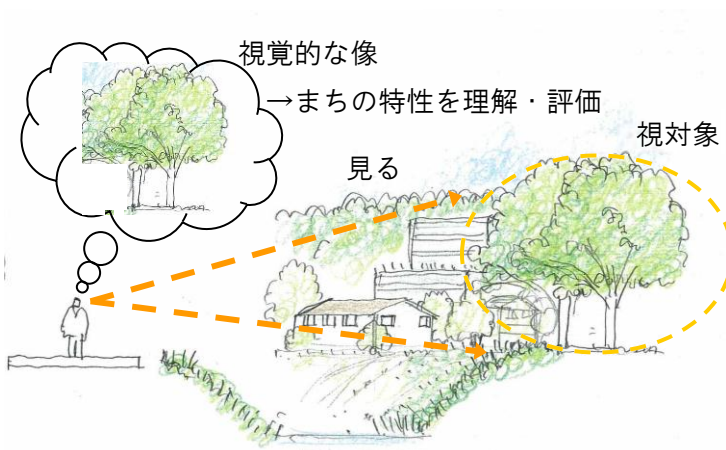 視覚的な像
→まちの特性を理解・評価
視対象
見る